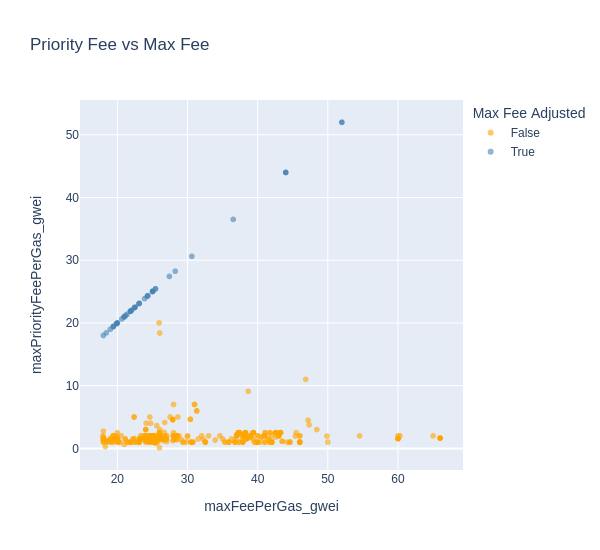 Priority Fee vs Max Fee
Max Fee Adjusted
False
True
50
40
30
20
10
0
maxPriorityFeePerGas_gwei
20
30
40
50
60
maxFeePerGas_gwei